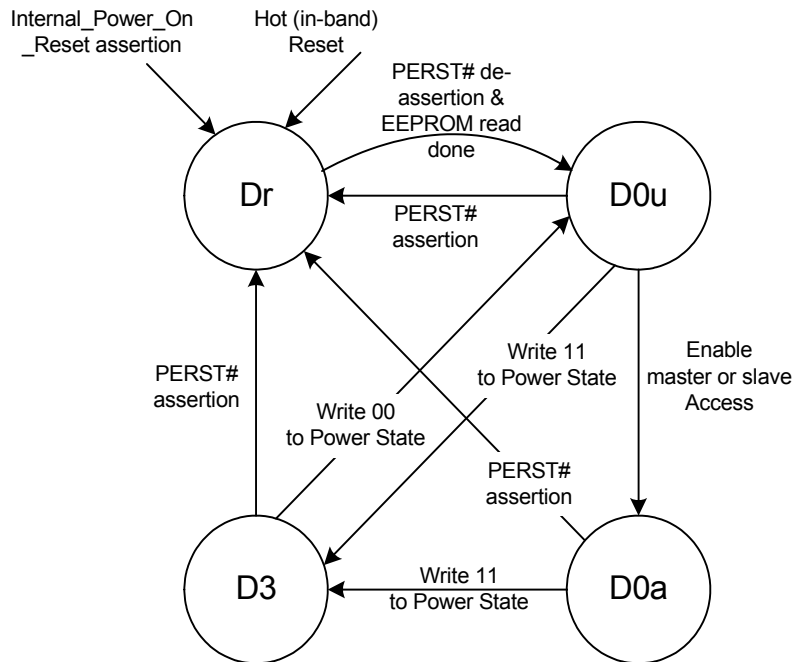 Internal_Power_On
_Reset assertion
Hot (in-band)
Reset
PERST# de-
assertion &
EEPROM read
done
Dr
D0u
PERST#
assertion
PERST#
assertion
Write 11
to Power State
Enable
master or slave
Access
Write 00
to Power State
PERST#
assertion
D3
Write 11
to Power State
D0a